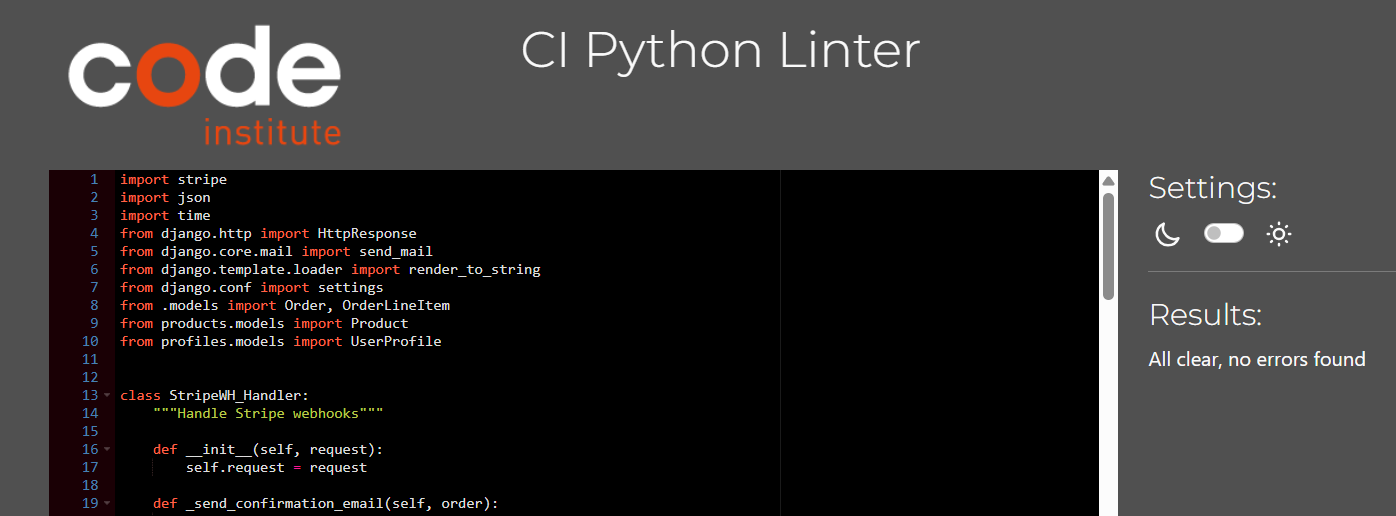 code
institute
CI Python Linter
1 import stripe
2 import json
3 import time
4 from django.http import HttpResponse
5 from django.core.mail import send_mail
6 from django.template.loader import render_to_string
7 from django.conf import settings
8 from .models import Order, OrderLineItem
9 from products.models import Product
10 from profiles.models import UserProfile
11
12
13 class StripeWH_Handler:
14     """Handle Stripe webhooks"""
15
16     def __init__(self, request):
17         self.request = request
18
19     def _send_confirmation_email(self, order):
Settings:
Results:
All clear, no errors found